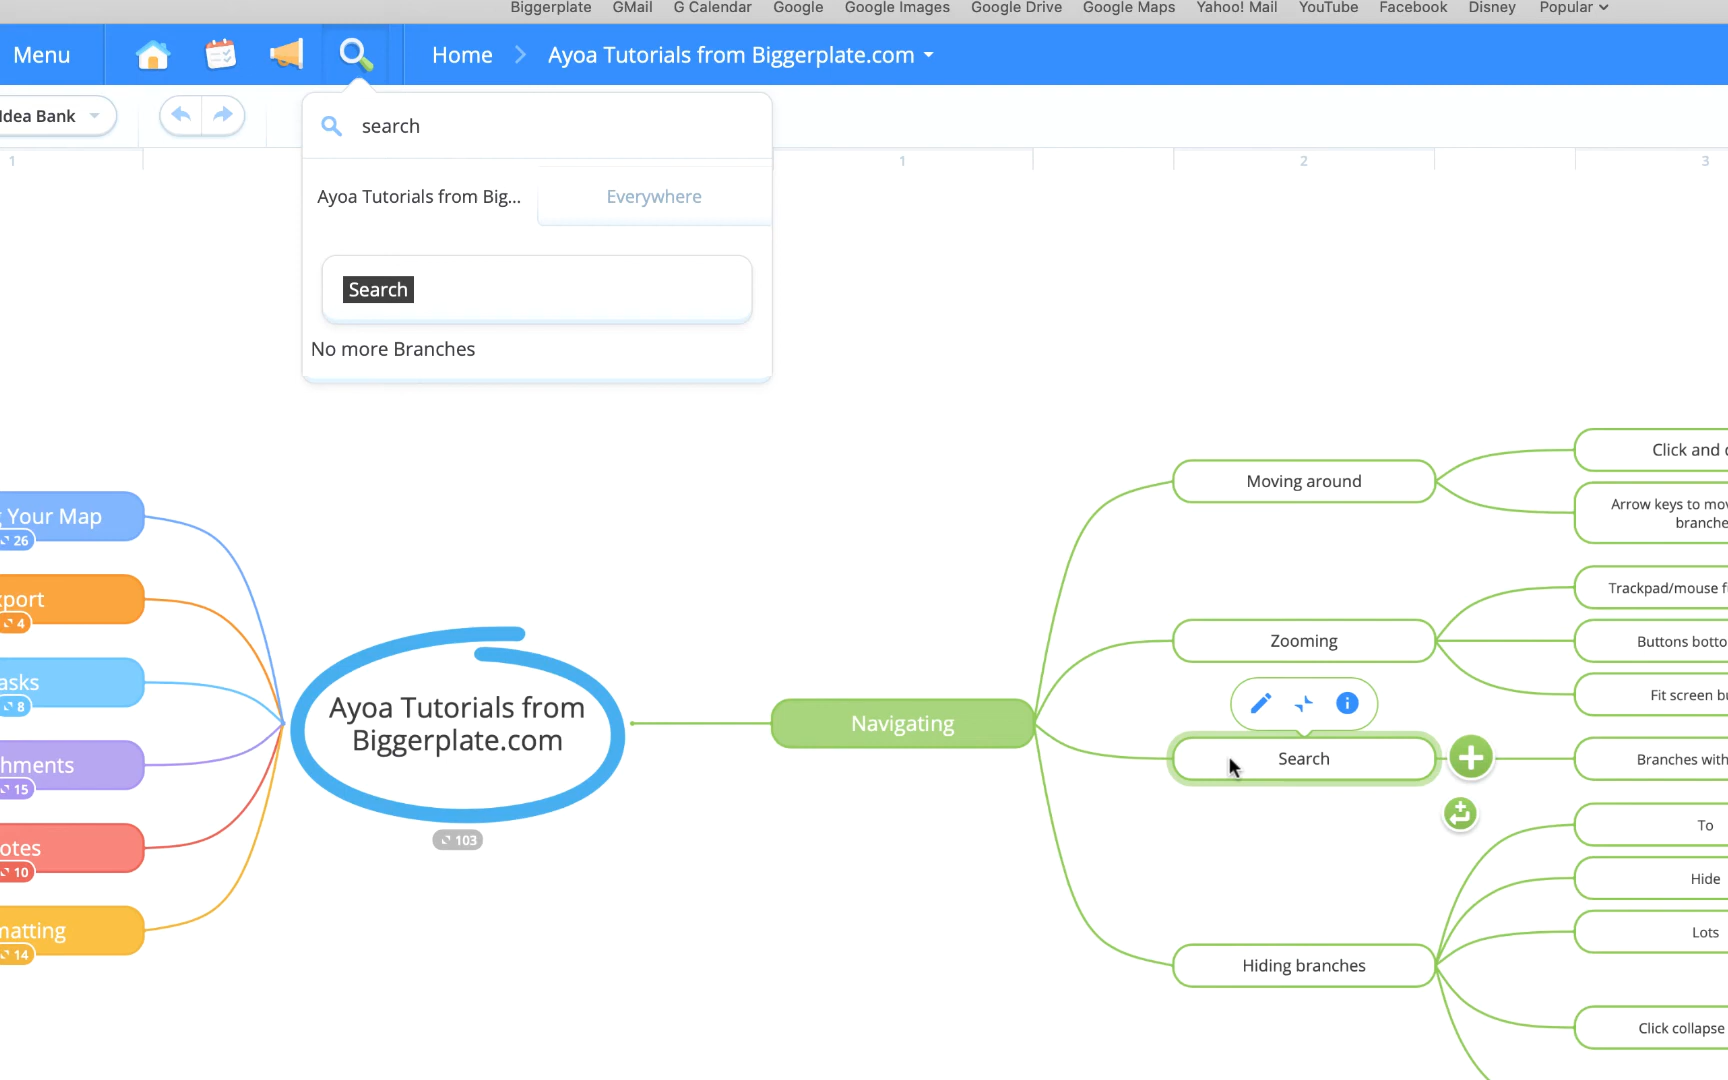 Biggerplate GMail G Calendar Google Google Images Google Drive Google Maps Yahoo! Mail YouTube Facebook Disney Popular
Menu Home Ayoa Tutorials from Biggerplate.com
Idea Bank
search
1 1 2 3
Ayoa Tutorials from Big... Everywhere
Search
No more Branches
Click and
Moving around
Arrow keys to mov
branche
Your Map
26
Trackpad/mouse f
xport
4
Zooming
Buttons botto
asks
8
Fit screen bu
Ayoa Tutorials from
Biggerplate.com
103
Navigating
Search
Branches with
hments
15
To
otes
10
Hide
matting
14
Lots
Hiding branches
Click collapse